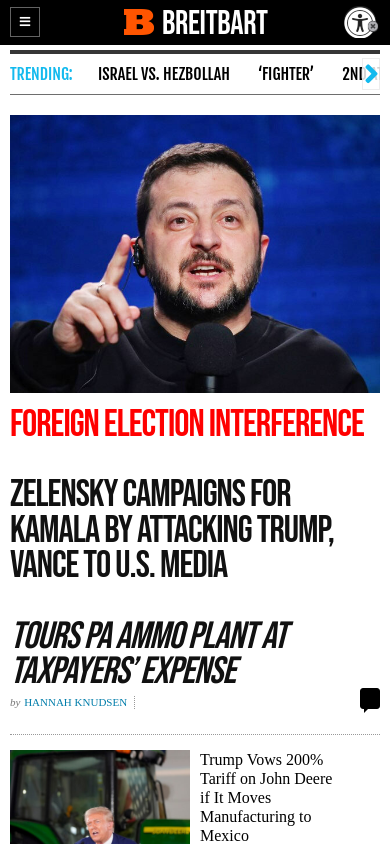 BREITBART
TRENDING: ISRAEL VS. HEZBOLLAH ‘FIGHTER’ 2ND
FOREIGN ELECTION INTERFERENCE
ZELENSKY CAMPAIGNS FOR
KAMALA BY ATTACKING TRUMP,
VANCE TO U.S. MEDIA
TOURS PA AMMO PLANT AT
TAXPAYERS’ EXPENSE
by HANNAH KNUDSEN
Trump Vows 200%
Tariff on John Deere
if It Moves
Manufacturing to
Mexico